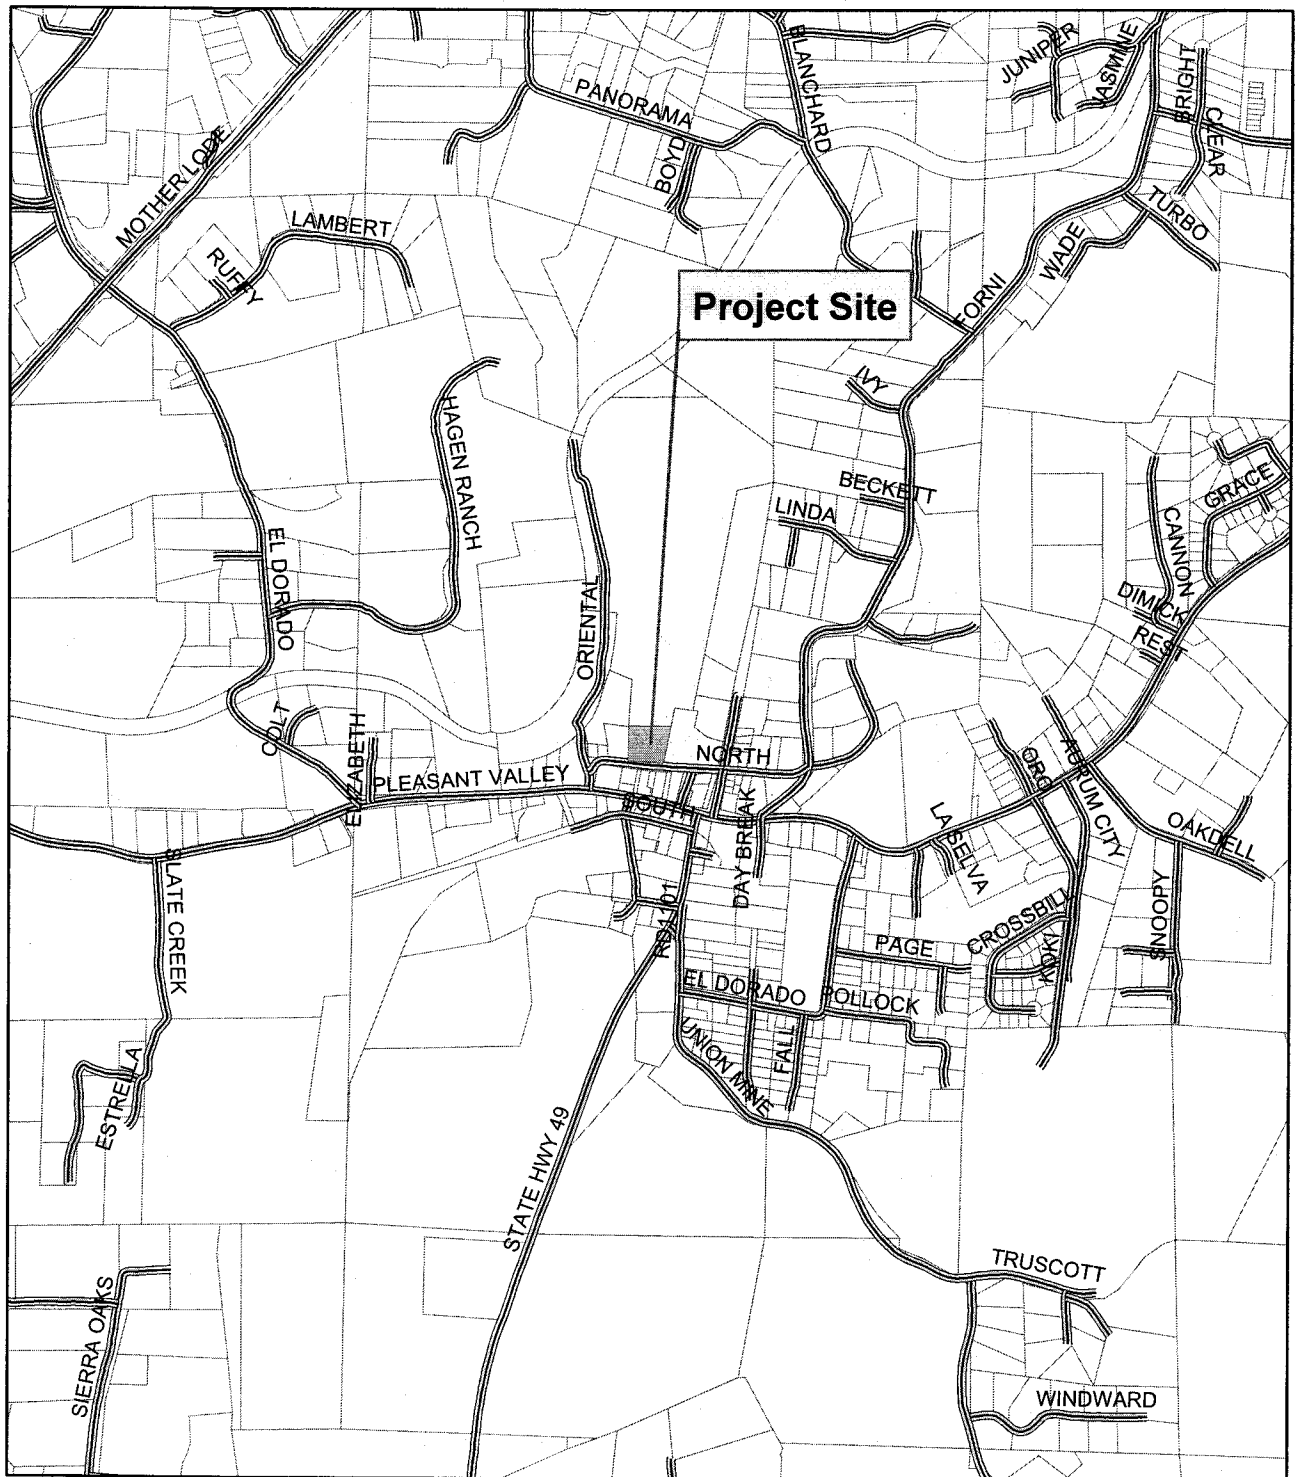 JUNIPER
JASMINE
BLANCHARD
BRIGHT
PANORAMA
CLEAR
MOTHER LODE
BOYD
LAMBERT
TURBO
WADE
RUFFY
Project Site
FORNI
IVY
HAGEN RANCH
BECKETT
GRACE
LINDA
CANNON
EL DORADO
ORIENTAL
DIMICK
REST
COLT
ELIZABETH
NORTH
ORO
AURUM CITY
PLEASANT VALLEY
SOUTH
DAY BREAK
LA SELVA
OAKDELL
SLATE CREEK
RD 1101
SNOOPY
CROSSBILL
PAGE
KIOKI
EL DORADO
POLLOCK
UNION MINE
FALL
ESTRELLA
STATE HWY 49
TRUSCOTT
SIERRA OAKS
WINDWARD